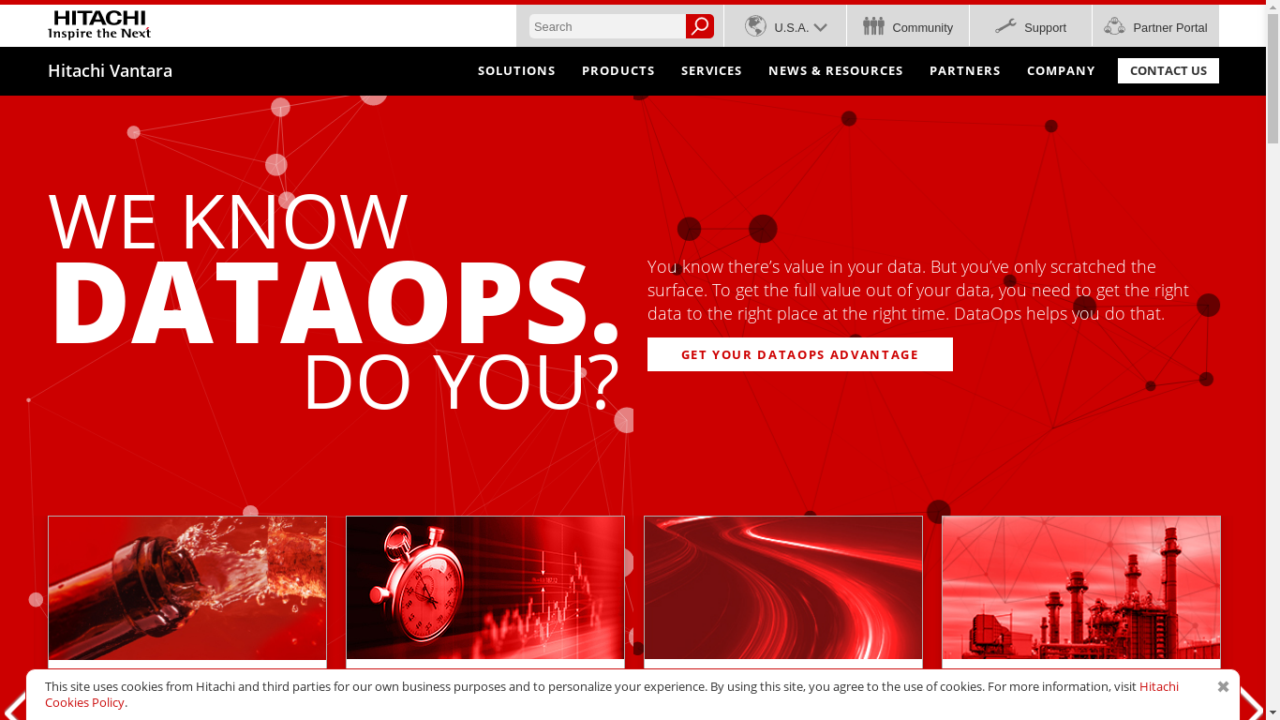 HITACHI
Inspire the Next
Search
U.S.A.
Community
Support
Partner Portal
Hitachi Vantara
SOLUTIONS
PRODUCTS
SERVICES
NEWS & RESOURCES
PARTNERS
COMPANY
CONTACT US
WE KNOW
DATAOPS.
DO YOU?
You know there’s value in your data. But you’ve only scratched the
surface. To get the full value out of your data, you need to get the right
data to the right place at the right time. DataOps helps you do that.
GET YOUR DATAOPS ADVANTAGE
This site uses cookies from Hitachi and third parties for our own business purposes and to personalize your experience. By using this site, you agree to the use of cookies. For more information, visit Hitachi
Cookies Policy.